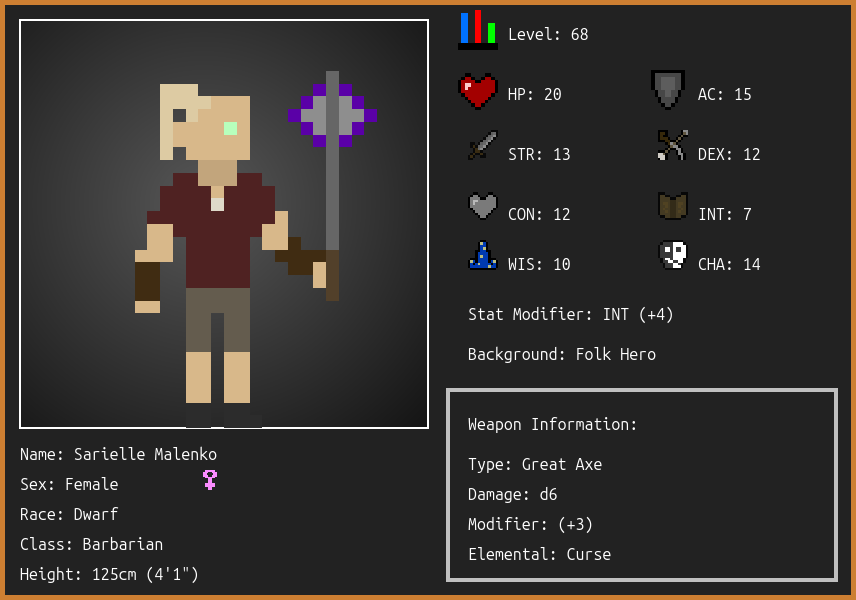 Level: 68
HP: 20
AC: 15
STR: 13
DEX: 12
CON: 12
INT: 7
WIS: 10
CHA: 14
Stat Modifier: INT (+4)
Background: Folk Hero
Weapon Information:
Type: Great Axe
Damage: d6
Modifier: (+3)
Elemental: Curse
Name: Sarielle Malenko
Sex: Female
Race: Dwarf
Class: Barbarian
Height: 125cm (4'1")